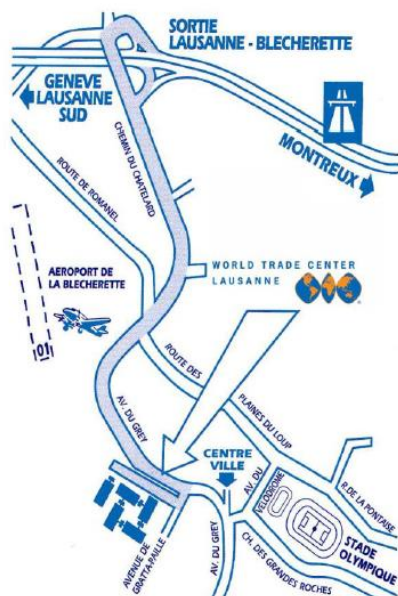 SORTIE
LAUSANNE - BLECHERETTE
GENEVE
LAUSANNE
SUD
MONTREUX
CHEMIN DU CHATELARD
ROUTE DE ROMANEL
WORLD TRADE CENTER
LAUSANNE
AEROPORT DE
LA BLECHERETTE
01
ROUTE DES
PLAINES DU LOUP
AV. DU GREY
CENTRE
VILLE
AV. DU
VELODROME
R. DE LA PONTAISE
STADE
OLYMPIQUE
AVENUE DE
GRATTA-PAILLE
AV. DU GREY
CH. DES GRANDES ROCHES